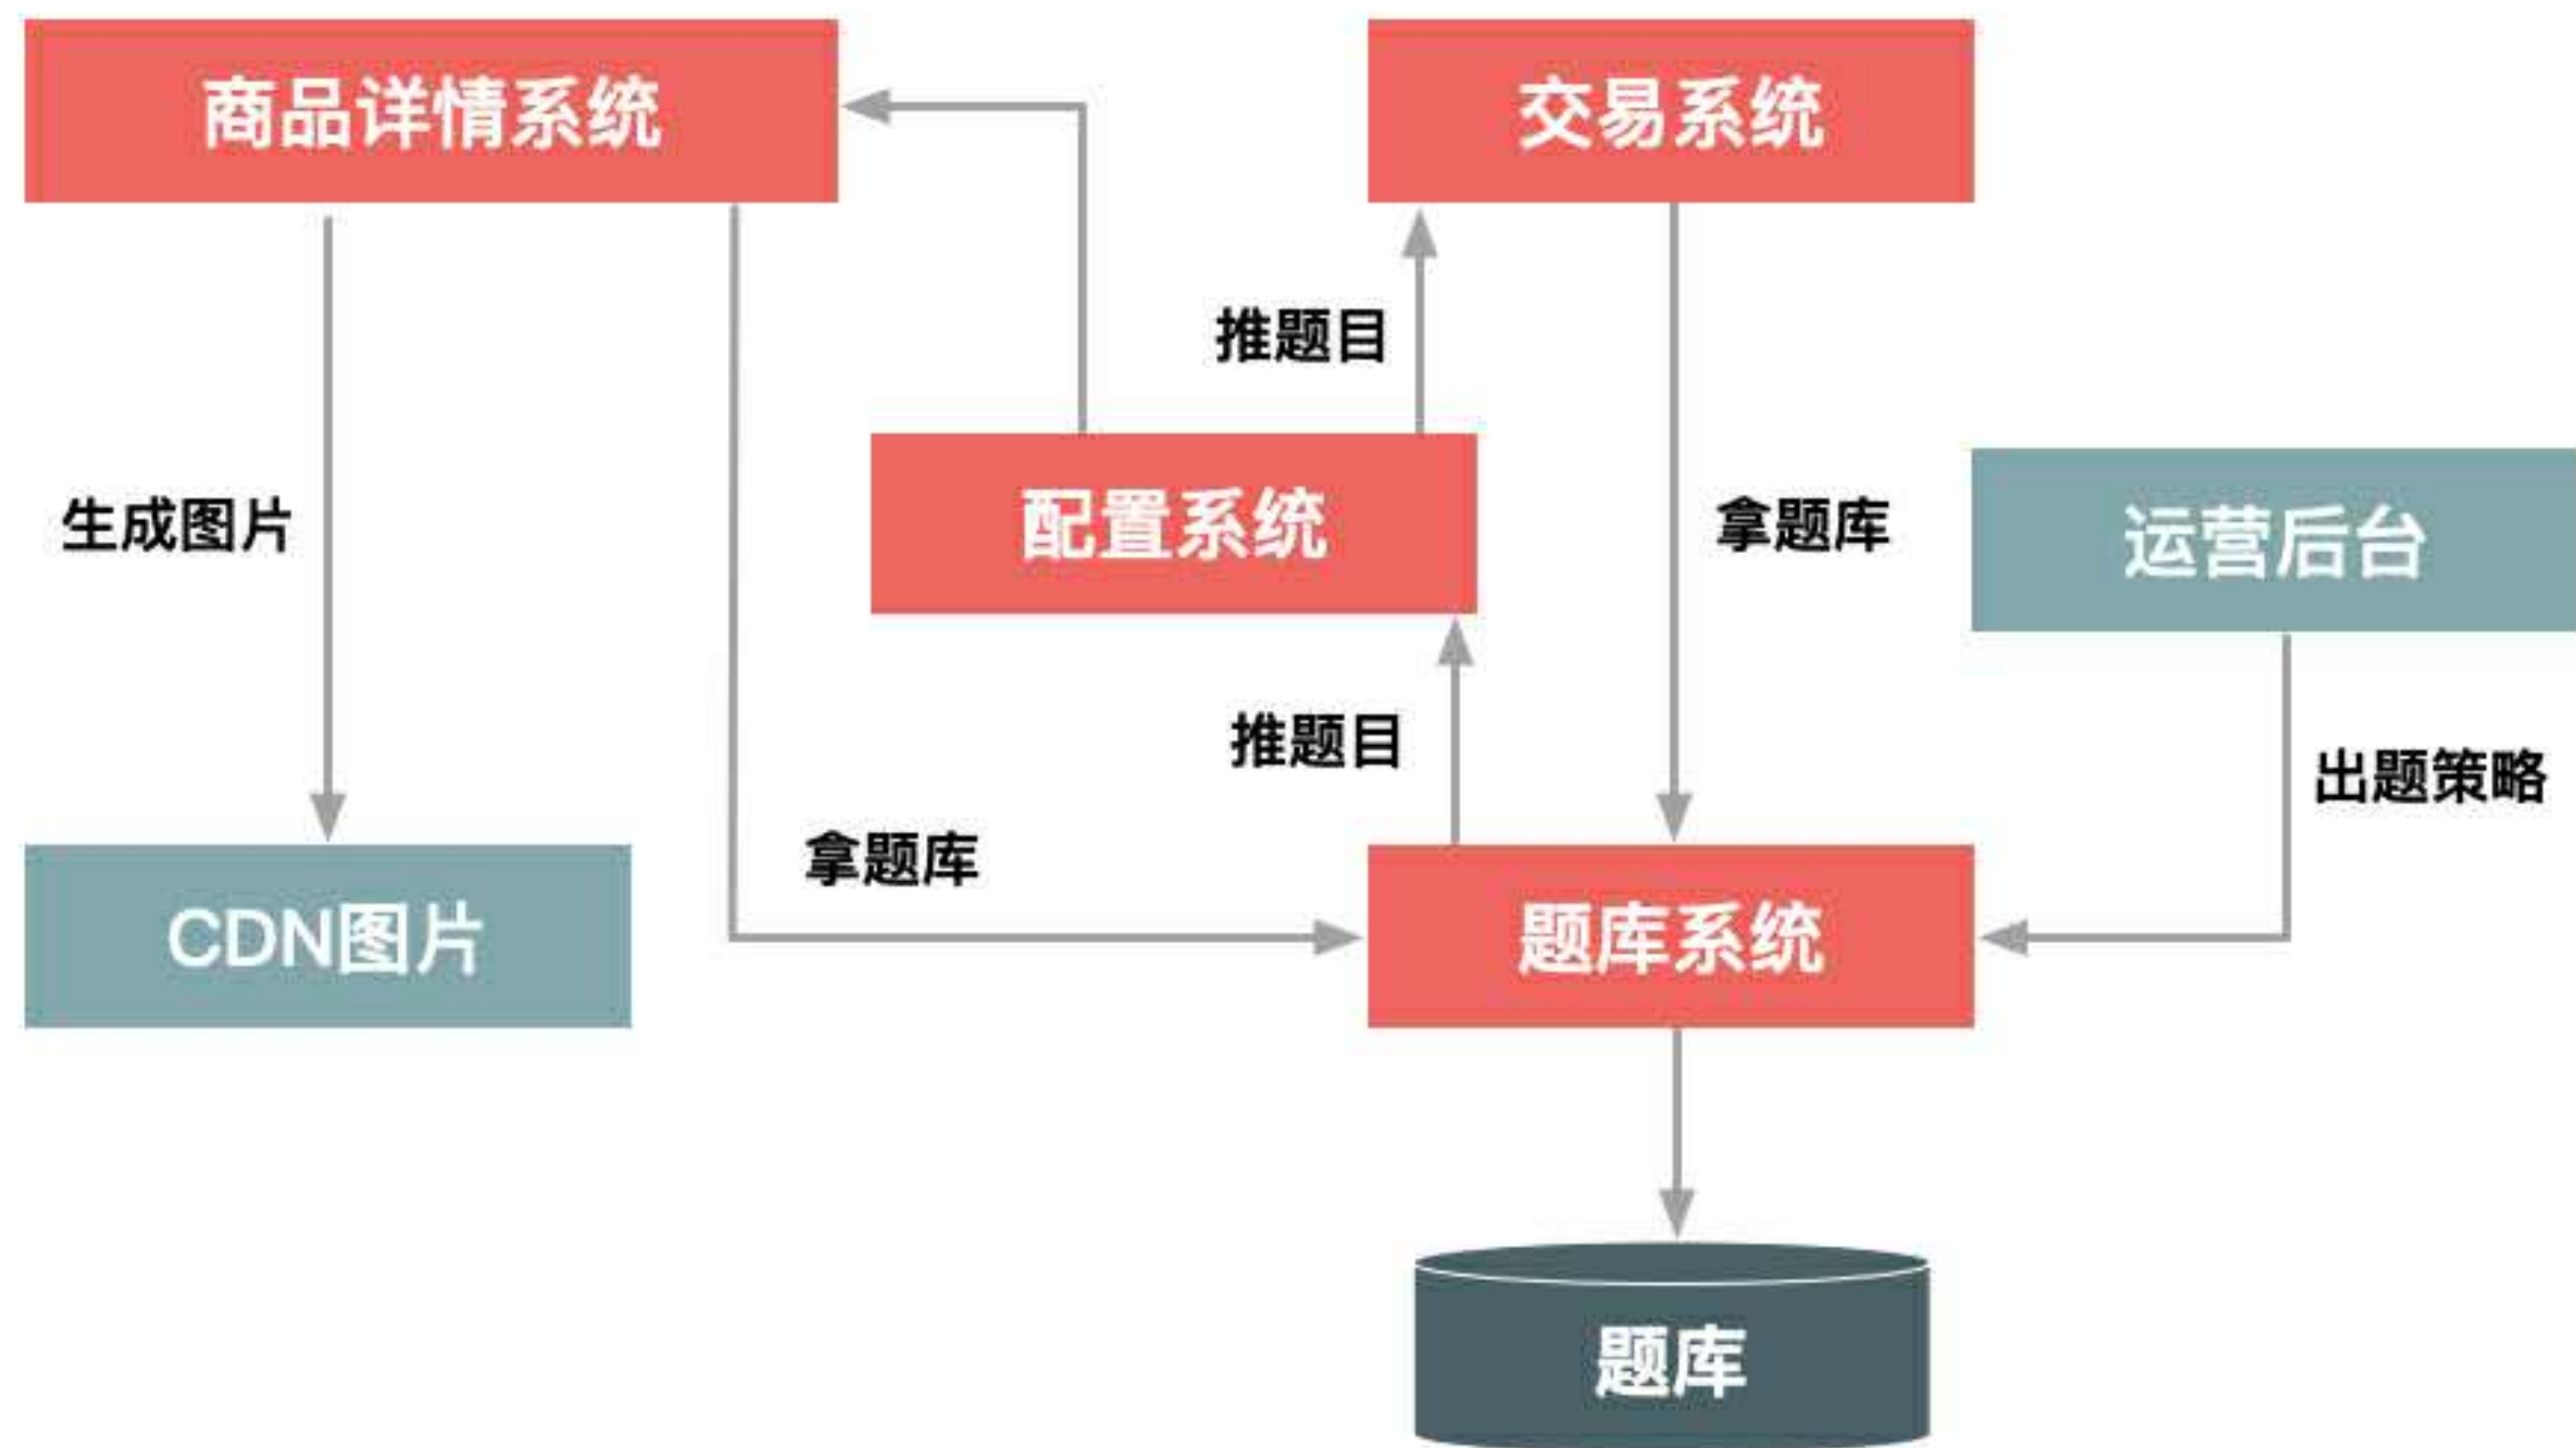 商品详情系统
交易系统
推题目
配置系统
生成图片
拿题库
运营后台
推题目
出题策略
拿题库
CDN图片
题库系统
题库